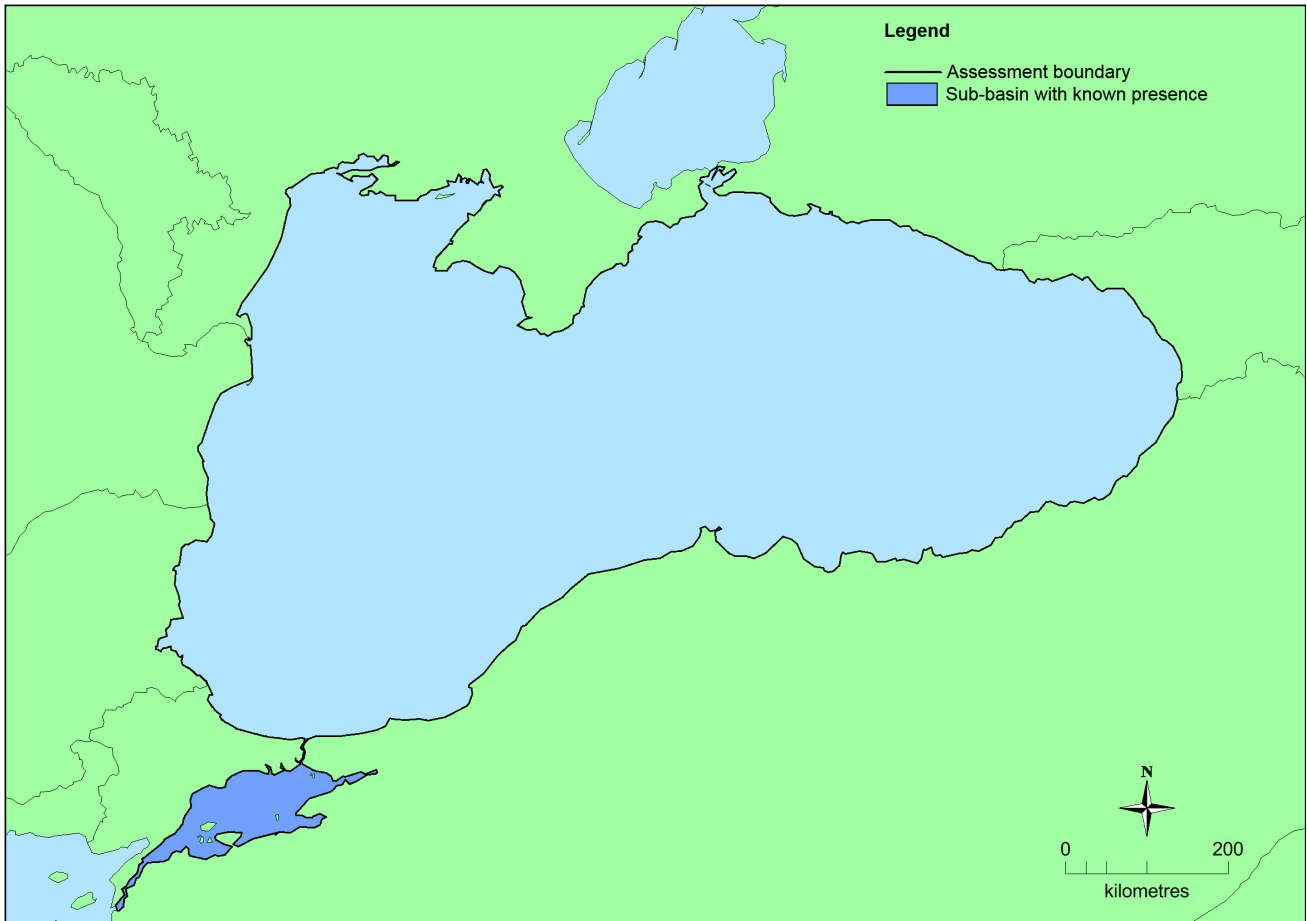 Legend
Assessment boundary
Sub-basin with known presence
N
0 200
kilometres